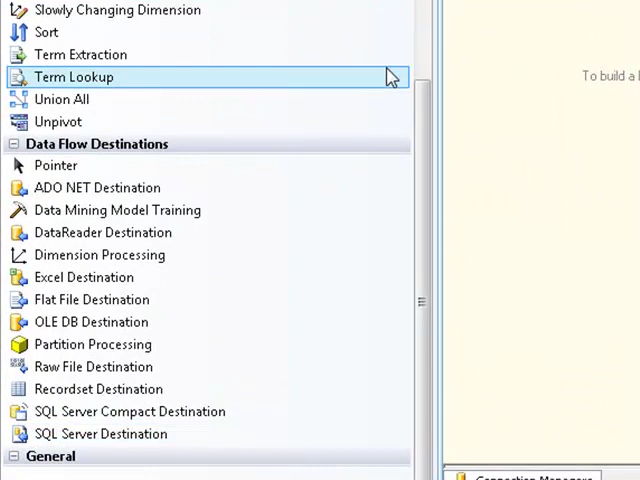 Slowly Changing Dimension
Sort
Term Extraction
Term Lookup
To build a
Union All
Unpivot
Data Flow Destinations
Pointer
ADO NET Destination
Data Mining Model Training
DataReader Destination
Dimension Processing
Excel Destination
Flat File Destination
OLE DB Destination
Partition Processing
Raw File Destination
Recordset Destination
SQL Server Compact Destination
SQL Server Destination
General
Connection Managers